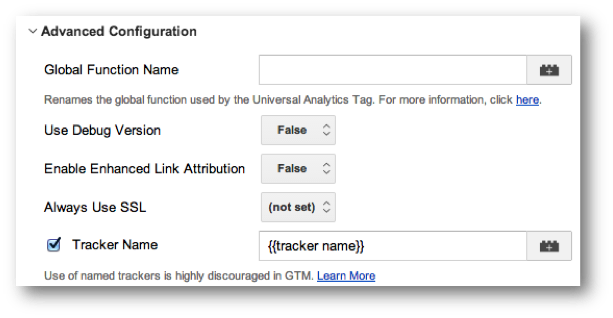 Advanced Configuration
Global Function Name
Renames the global function used by the Universal Analytics Tag. For more information, click here.
Use Debug Version False
Enable Enhanced Link Attribution False
Always Use SSL (not set)
Tracker Name {{tracker name}}
Use of named trackers is highly discouraged in GTM. Learn More